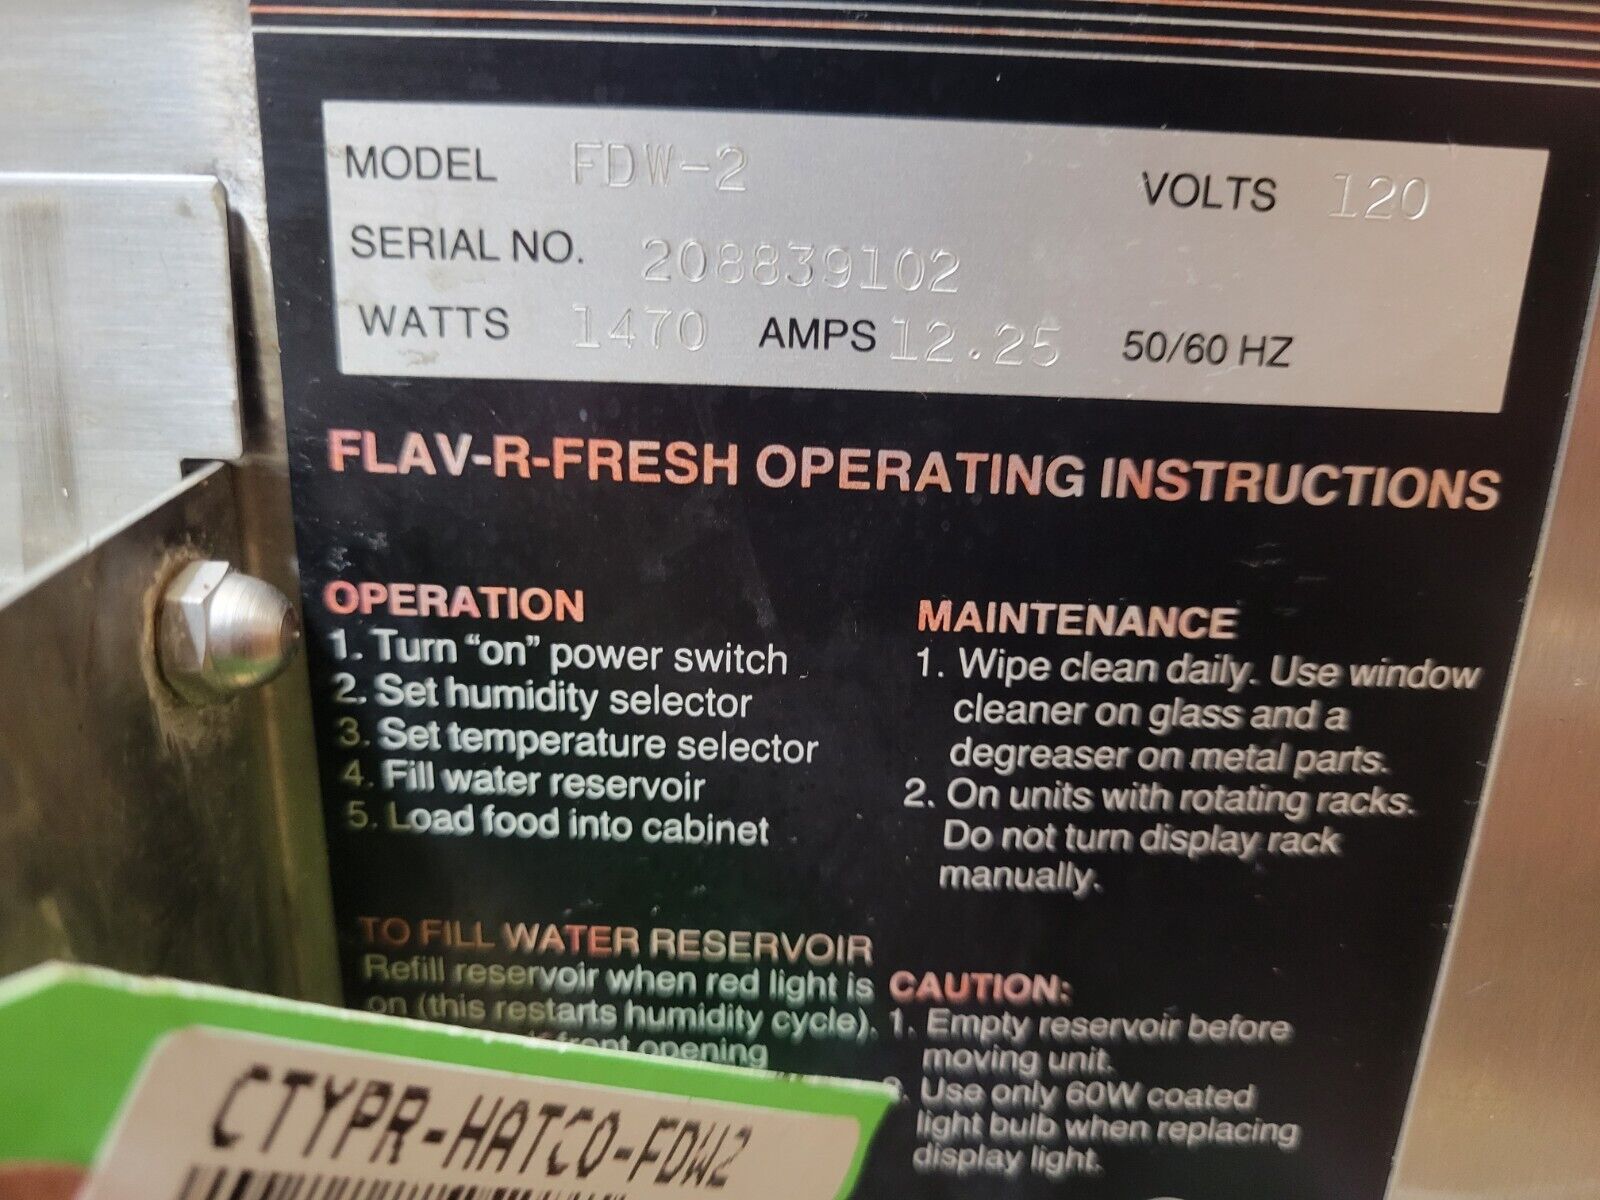 MODEL FDW-2 VOLTS 120
SERIAL NO. 208839102
WATTS 1470 AMPS 12.25 50/60 HZ
FLAV-R-FRESH OPERATING INSTRUCTIONS
OPERATION
1. Turn “on” power switch
2. Set humidity selector
3. Set temperature selector
4. Fill water reservoir
5. Load food into cabinet
TO FILL WATER RESERVOIR
Refill reservoir when red light is
on (this restarts humidity cycle).
front opening
MAINTENANCE
1. Wipe clean daily. Use window
cleaner on glass and a
degreaser on metal parts.
2. On units with rotating racks.
Do not turn display rack
manually.
CAUTION:
1. Empty reservoir before
moving unit.
2. Use only 60W coated
light bulb when replacing
display light.
CTYPR-HATCO-FDW2